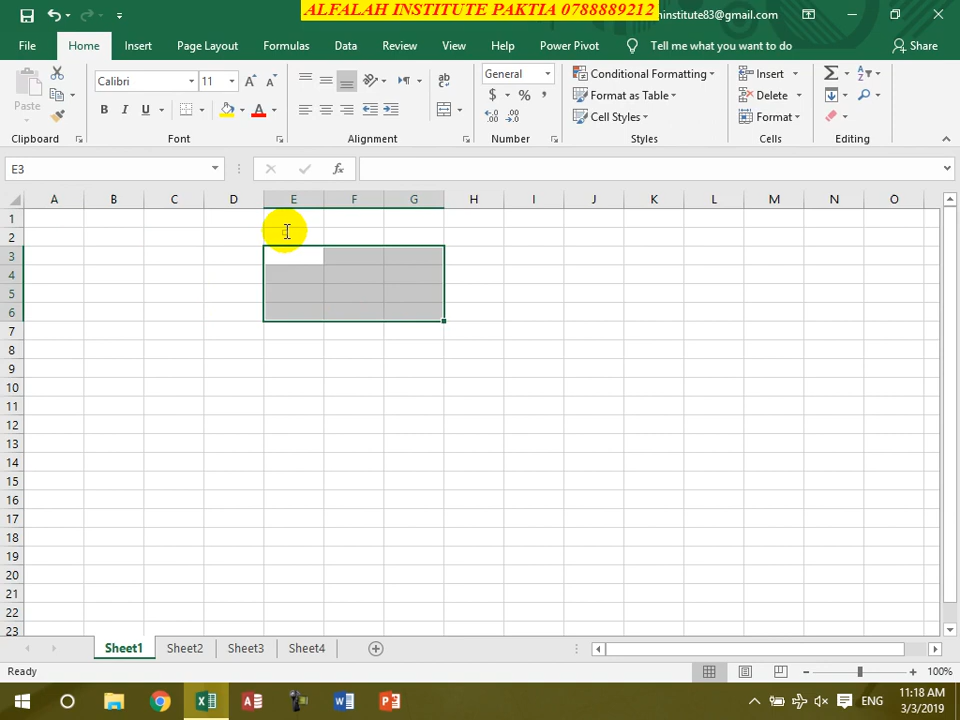 ALFALAH INSTITUTE PAKTIA 0788889212
institute83@gmail.com
File Home Insert Page Layout Formulas Data Review View Help Power Pivot Tell me what you want to do Share
Paste
Calibri 11
General
Conditional Formatting
Format as Table
Cell Styles
Insert
Delete
Format
B I U A
$ % ,
Clipboard Font Alignment Number Styles Cells Editing
E3 fx
A B C D E F G H I J K L M N O
1
2
3
4
5
6
7
8
9
10
11
12
13
14
15
16
17
18
19
20
21
22
23
Sheet1 Sheet2 Sheet3 Sheet4
Ready 100%
ENG 11:18 AM
3/3/2019